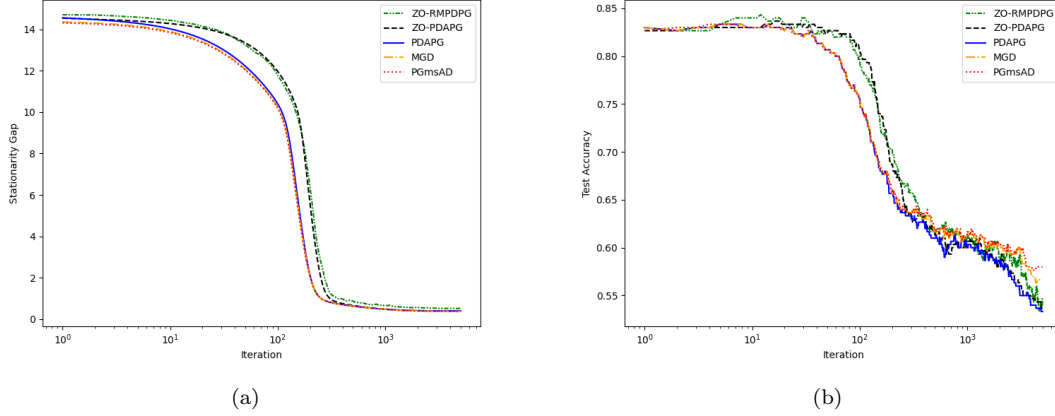 ZO-RMPDPG
ZO-PDAPG
PDAPG
MGD
PGmsAD
14
12
10
8
6
4
2
0
Stationarity Gap
10⁰
10¹
10²
10³
Iteration
(a)
ZO-RMPDPG
ZO-PDAPG
PDAPG
MGD
PGmsAD
0.85
0.80
0.75
0.70
0.65
0.60
0.55
Test Accuracy
10⁰
10¹
10²
10³
Iteration
(b)